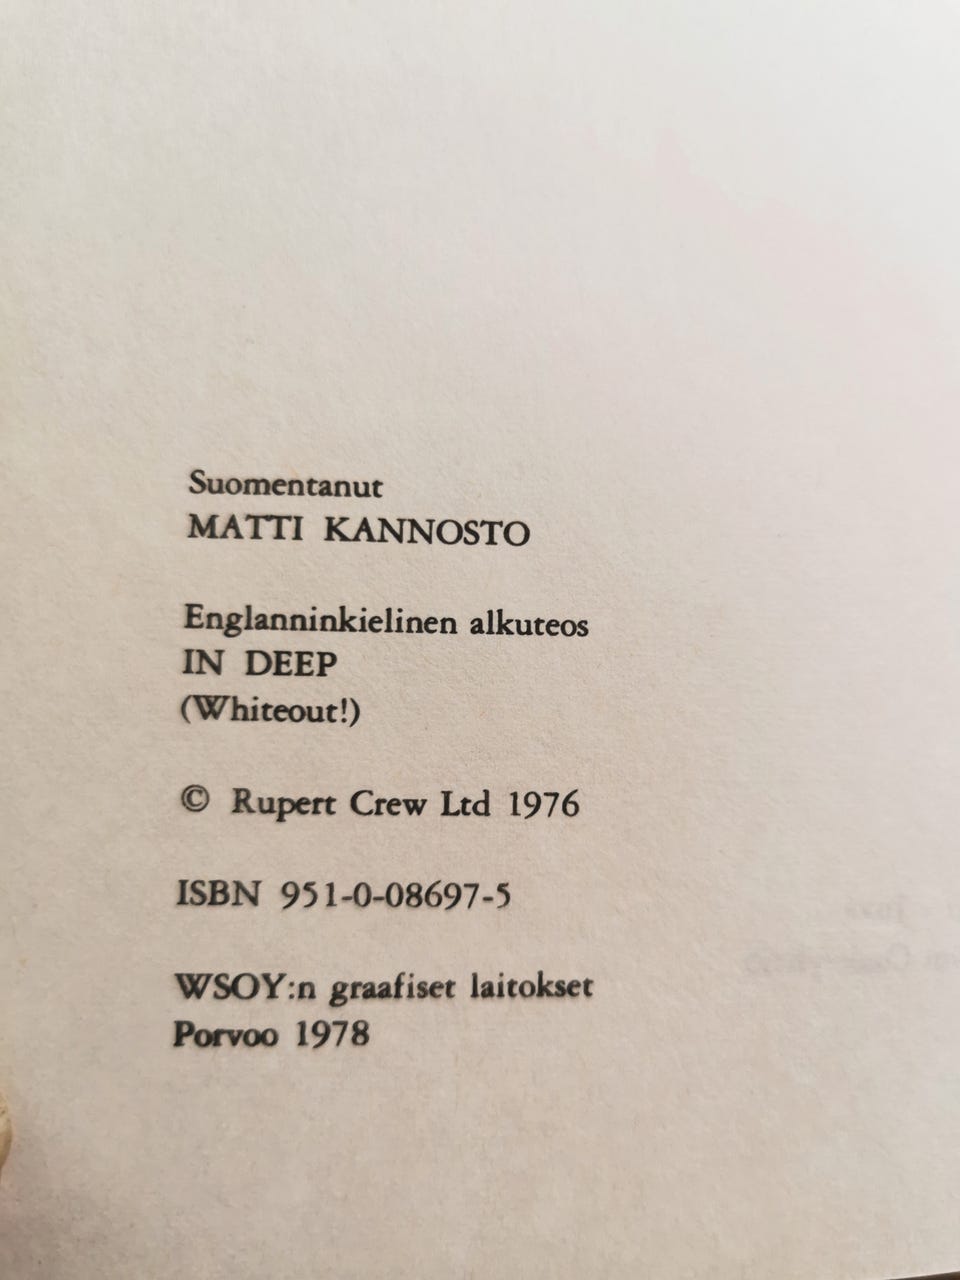 Suomentanut
MATTI KANNOSTO
Englanninkielinen alkuteos
IN DEEP
(Whiteout!)
© Rupert Crew Ltd 1976
ISBN 951-0-08697-5
WSOY:n graafiset laitokset
Porvoo 1978